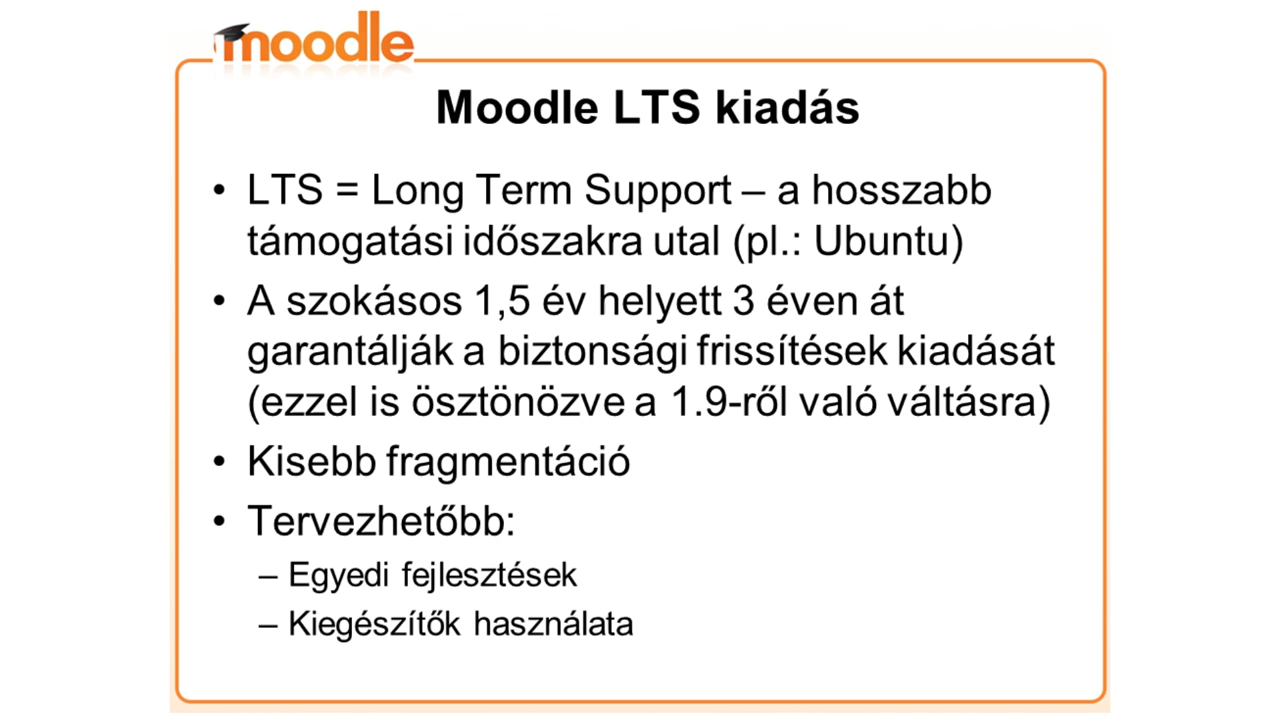 moodle
Moodle LTS kiadás
• LTS = Long Term Support – a hosszabb
támogatási időszakra utal (pl.: Ubuntu)
• A szokásos 1,5 év helyett 3 éven át
garantálják a biztonsági frissítések kiadását
(ezzel is ösztönözve a 1.9-ről való váltásra)
• Kisebb fragmentáció
• Tervezhetőbb:
– Egyedi fejlesztések
– Kiegészítők használata